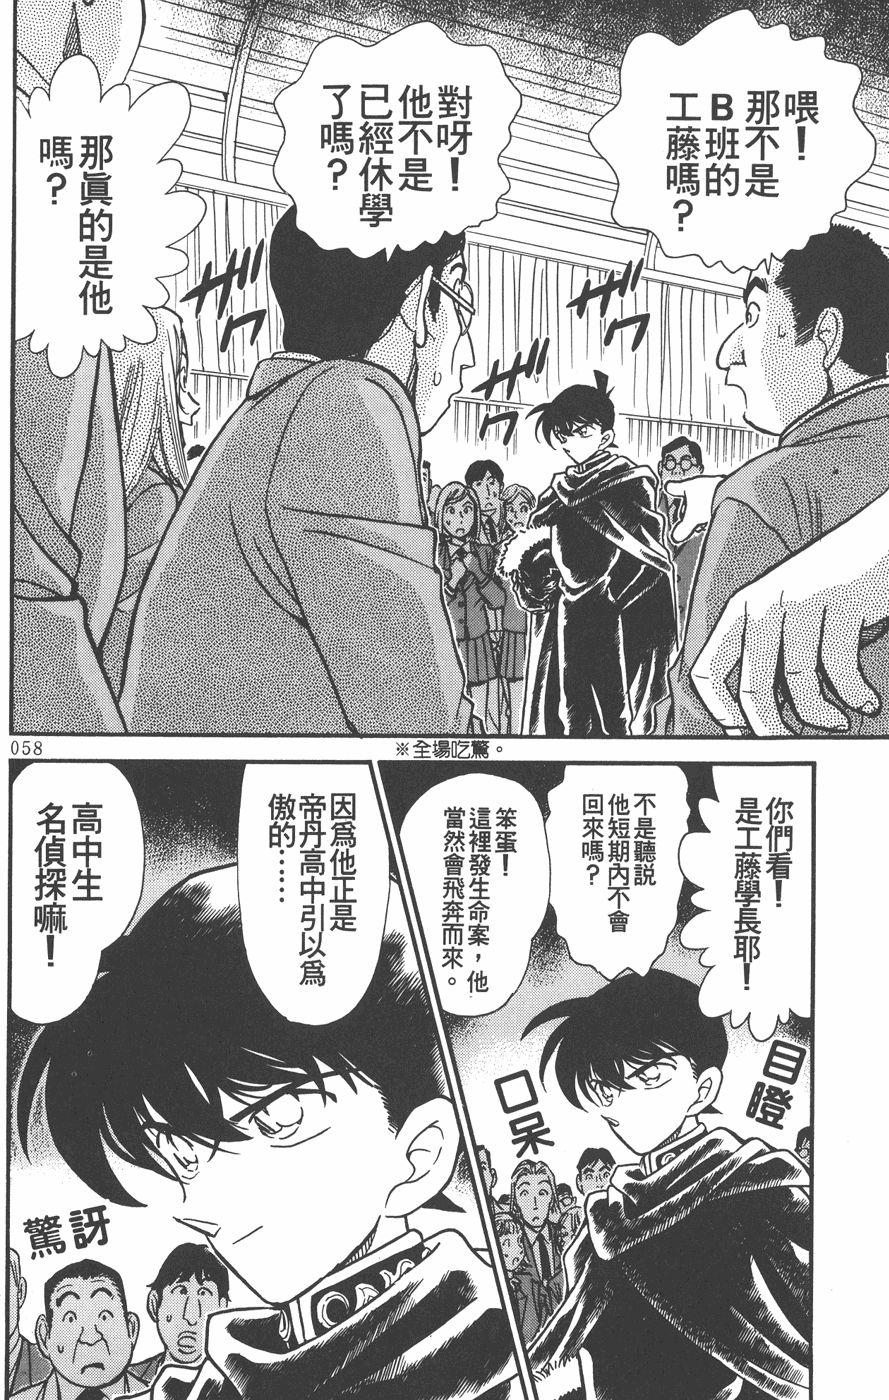 喂！
那不是
B班的
工藤嗎？
對呀！
他不是
已經休學
了嗎？
那眞的是他
嗎？
ザワ
ザワ
ザワ
※全場吃驚。
058
你們看！
是工藤學長耶！
不是聽説
他短期內不會
回來嗎？
笨蛋！
這裡發生命案，他
當然會飛奔而來。
目瞪
口呆
因爲他正是
帝丹高中引以爲
傲的……
高中生
名偵探嘛！
驚訝